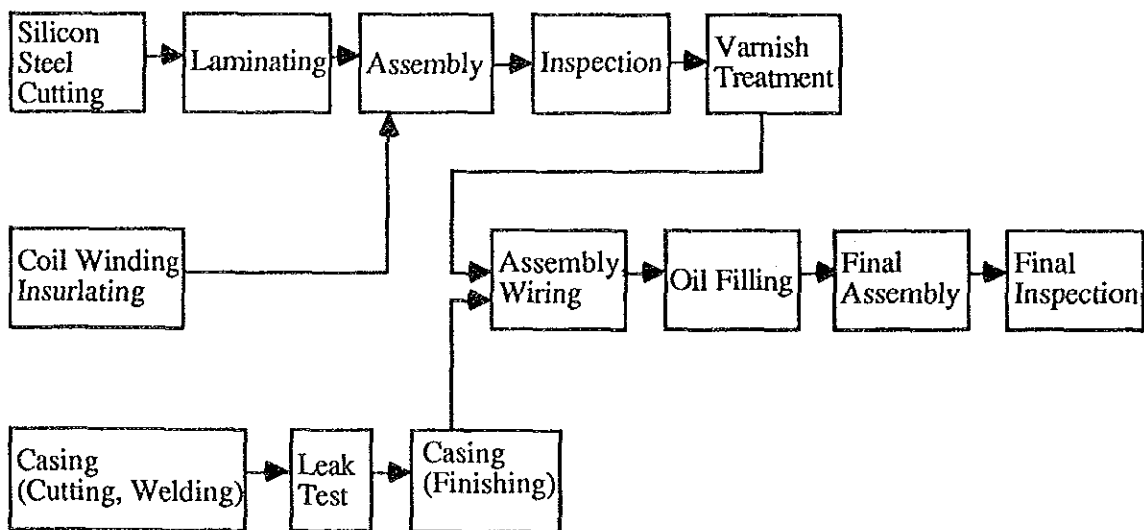 Silicon
Steel
Cutting
Laminating
Assembly
Inspection
Varnish
Treatment
Coil Winding
Insurlating
Assembly
Wiring
Oil Filling
Final
Assembly
Final
Inspection
Casing
(Cutting, Welding)
Leak
Test
Casing
(Finishing)